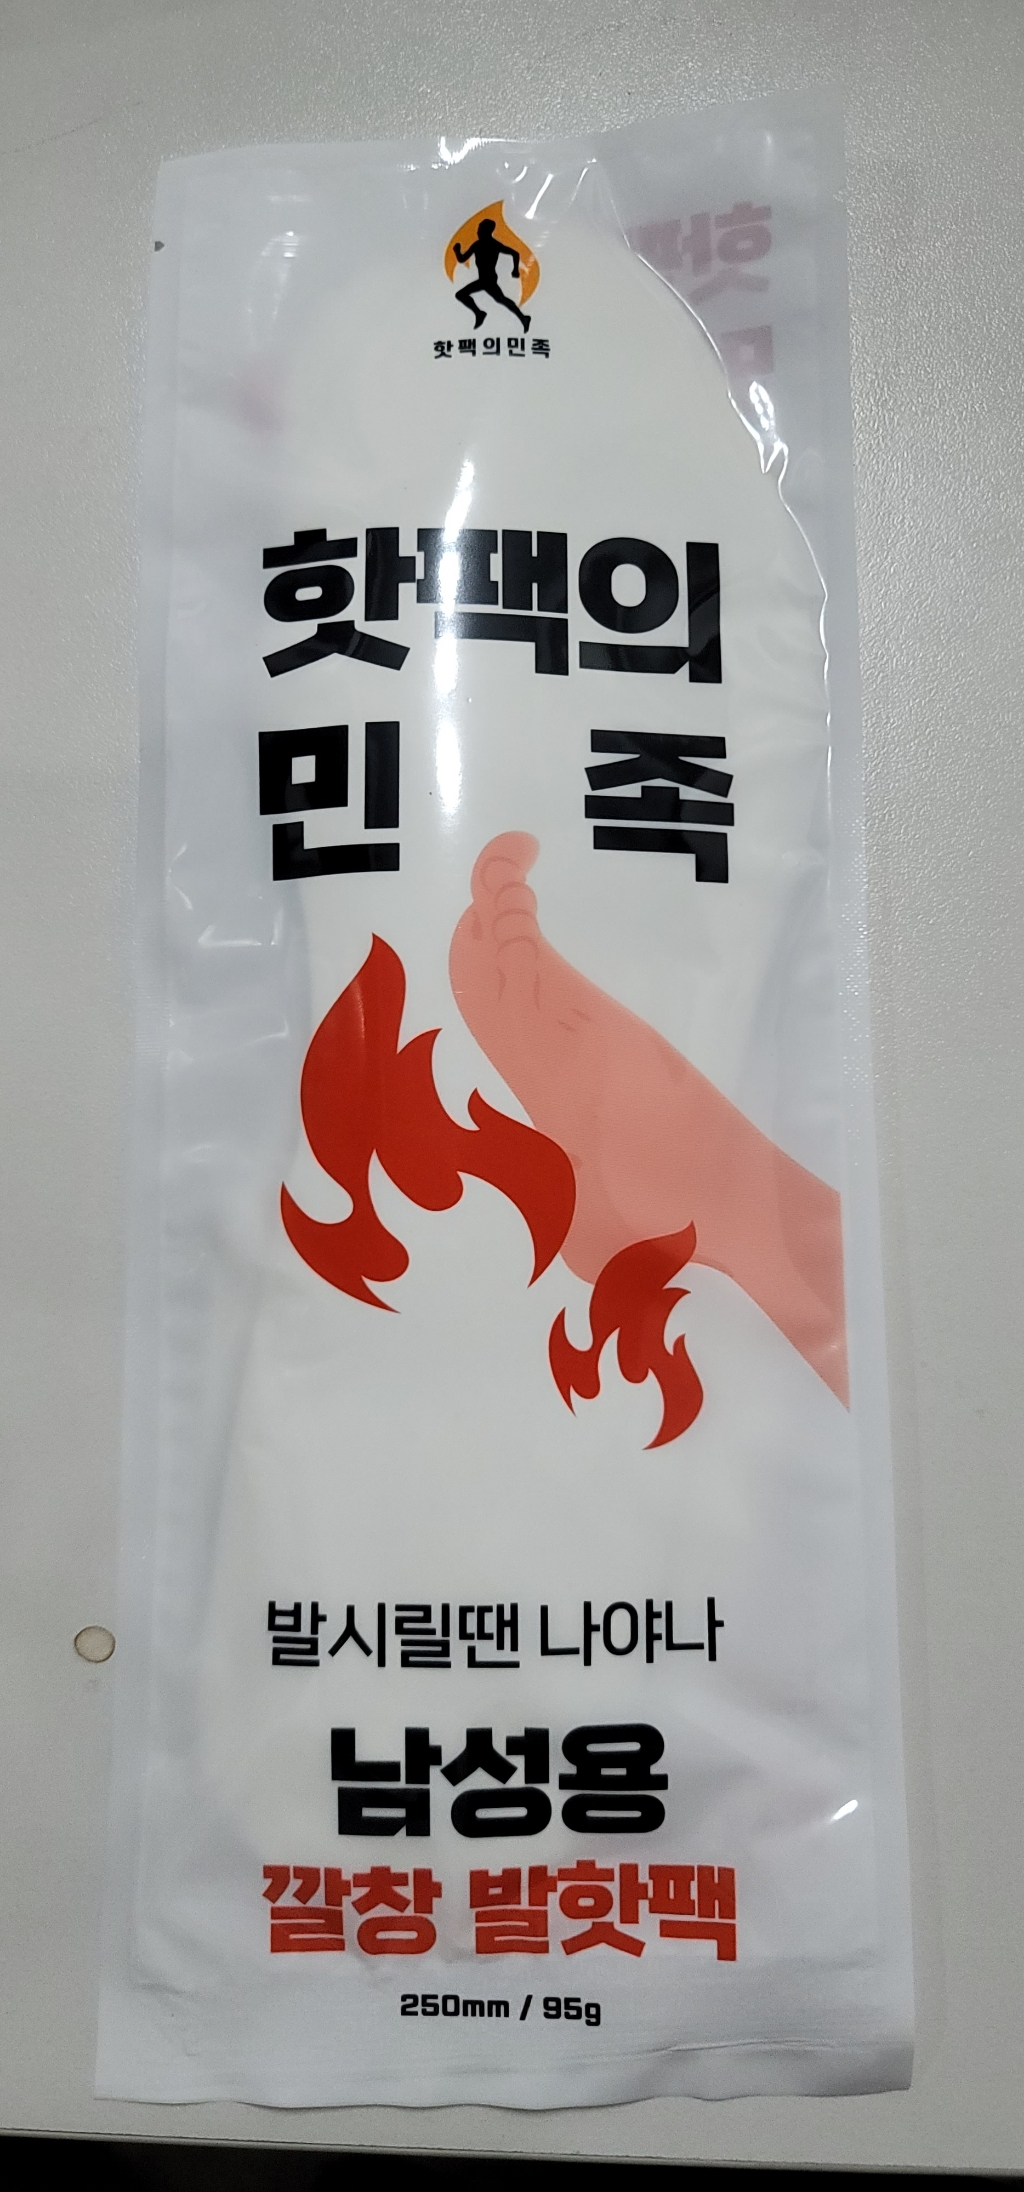 핫팩의민족
핫팩의
민 족
발시릴땐 나야나
남성용
깔창 발핫팩
250mm / 95g